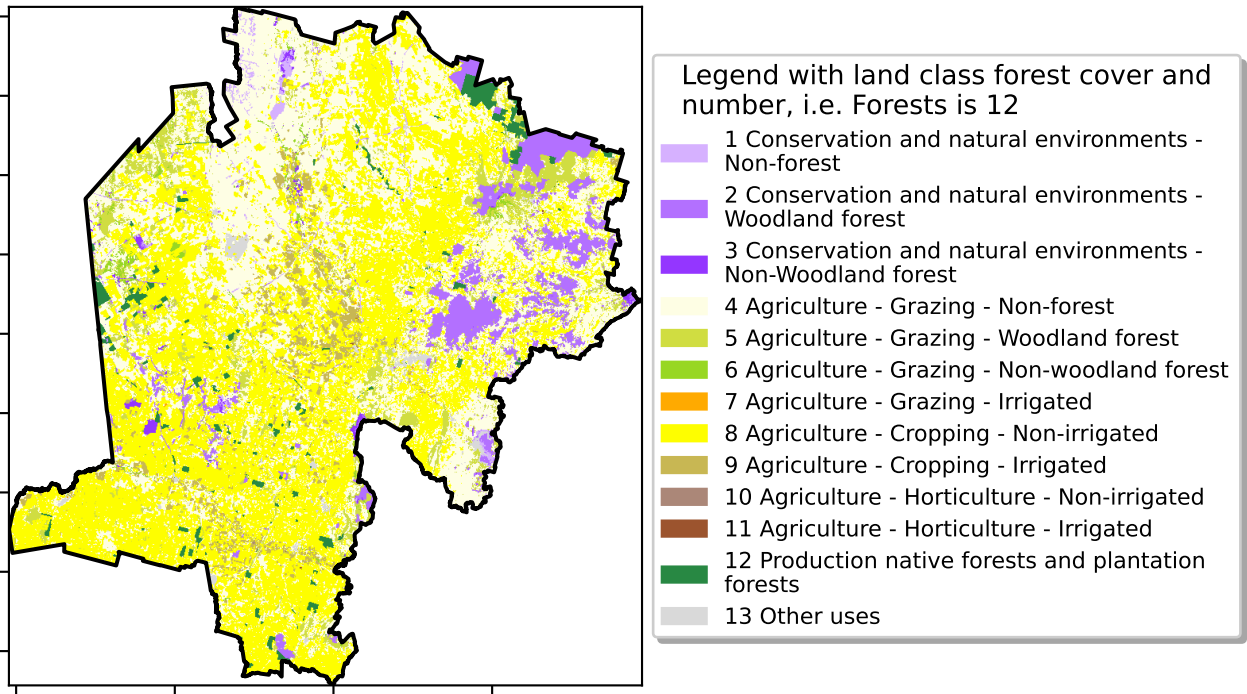 Legend with land class forest cover and
number, i.e. Forests is 12
1 Conservation and natural environments -
Non-forest
2 Conservation and natural environments -
Woodland forest
3 Conservation and natural environments -
Non-Woodland forest
4 Agriculture - Grazing - Non-forest
5 Agriculture - Grazing - Woodland forest
6 Agriculture - Grazing - Non-woodland forest
7 Agriculture - Grazing - Irrigated
8 Agriculture - Cropping - Non-irrigated
9 Agriculture - Cropping - Irrigated
10 Agriculture - Horticulture - Non-irrigated
11 Agriculture - Horticulture - Irrigated
12 Production native forests and plantation
forests
13 Other uses